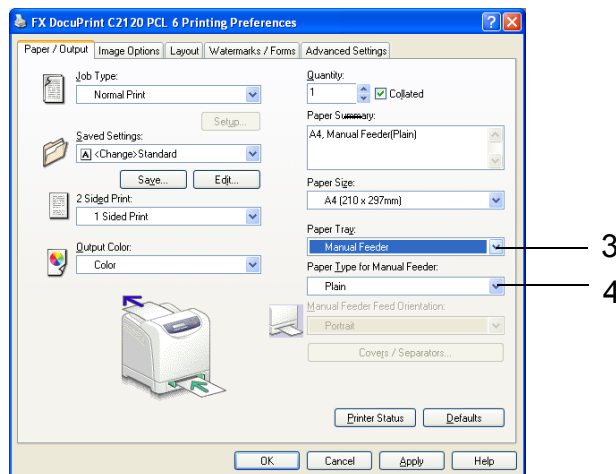 FX DocuPrint C2120 PCL 6 Printing Preferences
Paper / Output Image Options Layout Watermarks / Forms Advanced Settings
Job Type:
Normal Print
Setup...
Saved Settings:
A <Change>Standard
Save... Edit...
2 Sided Print:
1 Sided Print
Output Color:
Color
Quantity:
1 Collated
Paper Summary:
A4, Manual Feeder(Plain)
Paper Size:
A4 (210 x 297mm)
Paper Tray:
Manual Feeder
3
Paper Type for Manual Feeder:
Plain
4
Manual Feeder Feed Orientation:
Portrait
Covers / Separators...
Printer Status Defaults
OK Cancel Apply Help